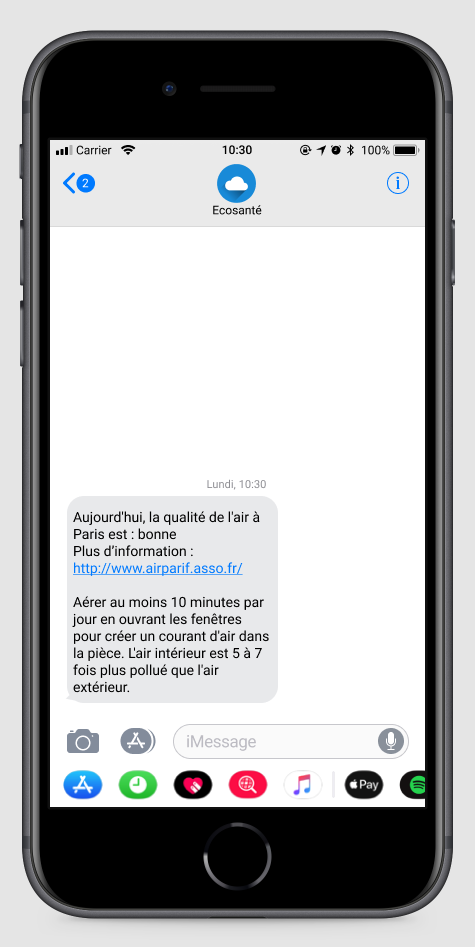 Carrier 10:30 100%
2
Ecosanté
Lundi, 10:30
Aujourd'hui, la qualité de l'air à
Paris est : bonne
Plus d’information :
http://www.airparif.asso.fr/
Aérer au moins 10 minutes par
jour en ouvrant les fenêtres
pour créer un courant d'air dans
la pièce. L'air intérieur est 5 à 7
fois plus pollué que l'air
extérieur.
iMessage
Pay